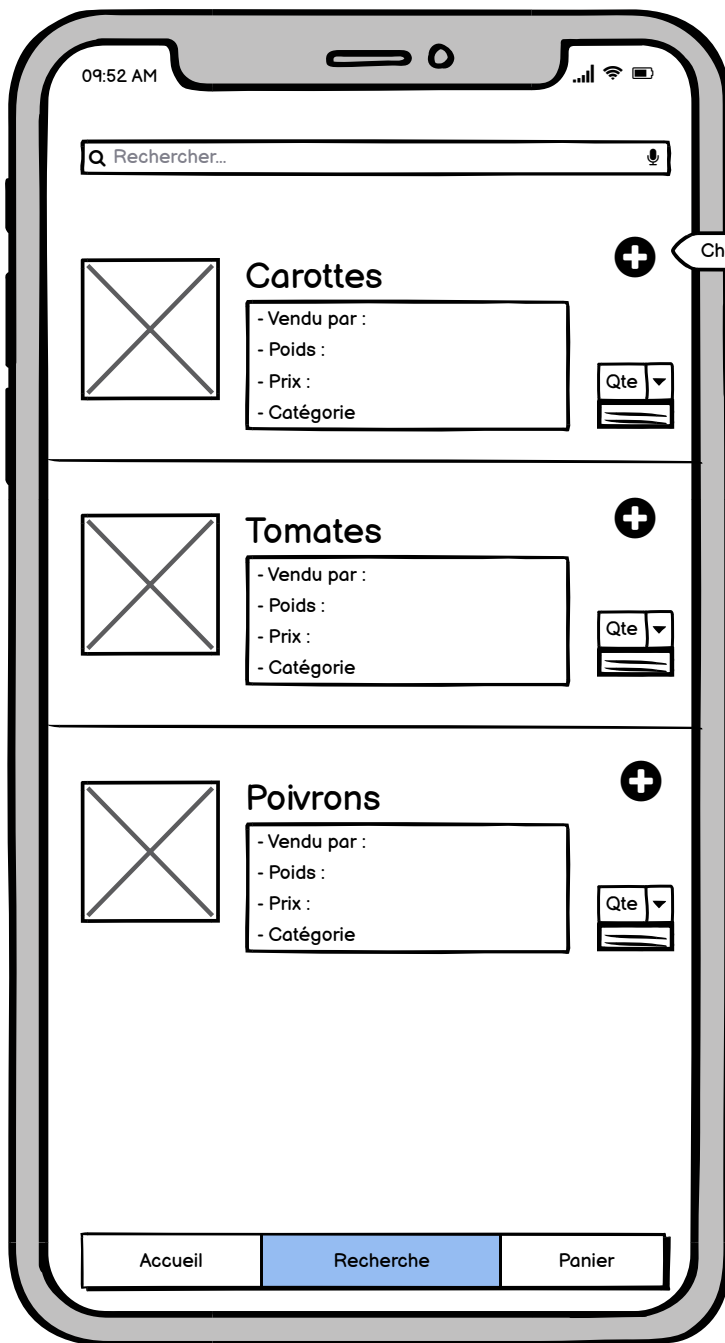 09:52 AM
Rechercher...
Ch
Carottes
- Vendu par :
- Poids :
- Prix :
- Catégorie
Qte
Tomates
- Vendu par :
- Poids :
- Prix :
- Catégorie
Qte
Poivrons
- Vendu par :
- Poids :
- Prix :
- Catégorie
Qte
Accueil
Recherche
Panier